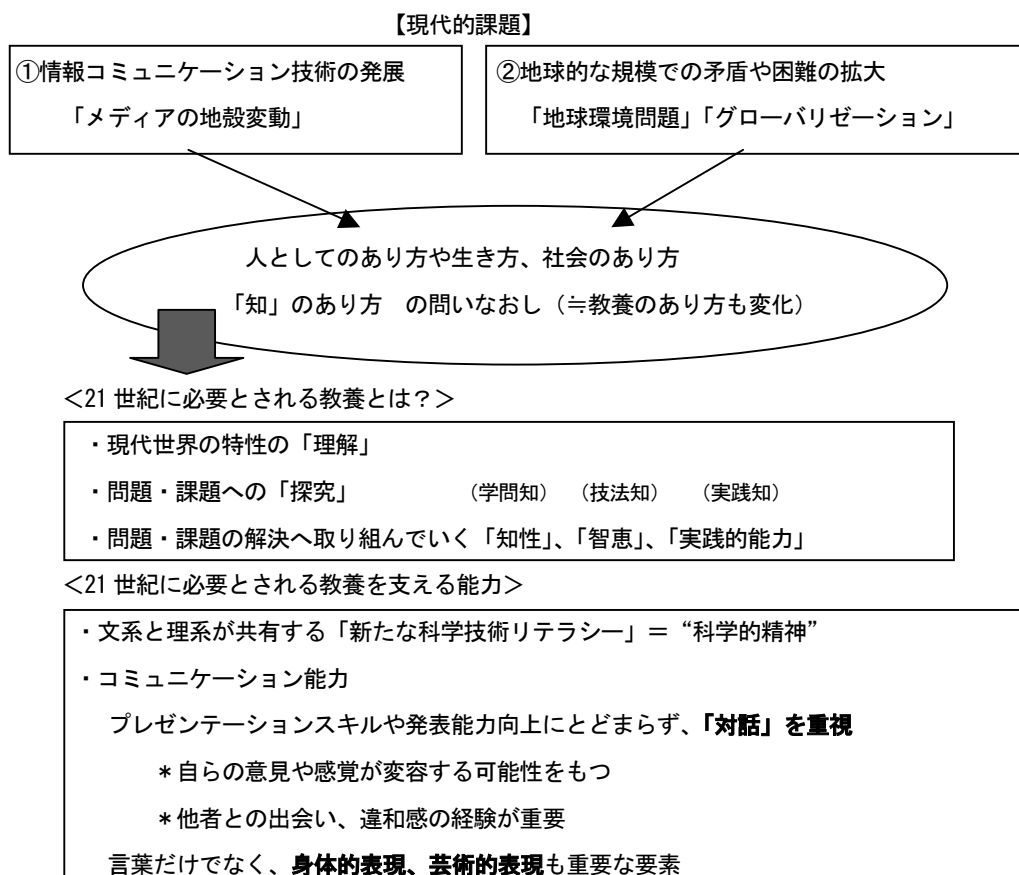 【現代的課題】
①情報コミュニケーション技術の発展
「メディアの地殻変動」
②地球的な規模での矛盾や困難の拡大
「地球環境問題」「グローバリゼーション」
人としてのあり方や生き方、社会のあり方
「知」のあり方　の問いなおし（≒教養のあり方も変化）
＜21 世紀に必要とされる教養とは？＞
・現代世界の特性の「理解」
・問題・課題への「探究」　（学問知）　（技法知）　（実践知）
・問題・課題の解決へ取り組んでいく「知性」、「智恵」、「実践的能力」
＜21 世紀に必要とされる教養を支える能力＞
・文系と理系が共有する「新たな科学技術リテラシー」＝ “科学的精神”
・コミュニケーション能力
プレゼンテーションスキルや発表能力向上にとどまらず、「対話」を重視
＊自らの意見や感覚が変容する可能性をもつ
＊他者との出会い、違和感の経験が重要
言葉だけでなく、身体的表現、芸術的表現も重要な要素